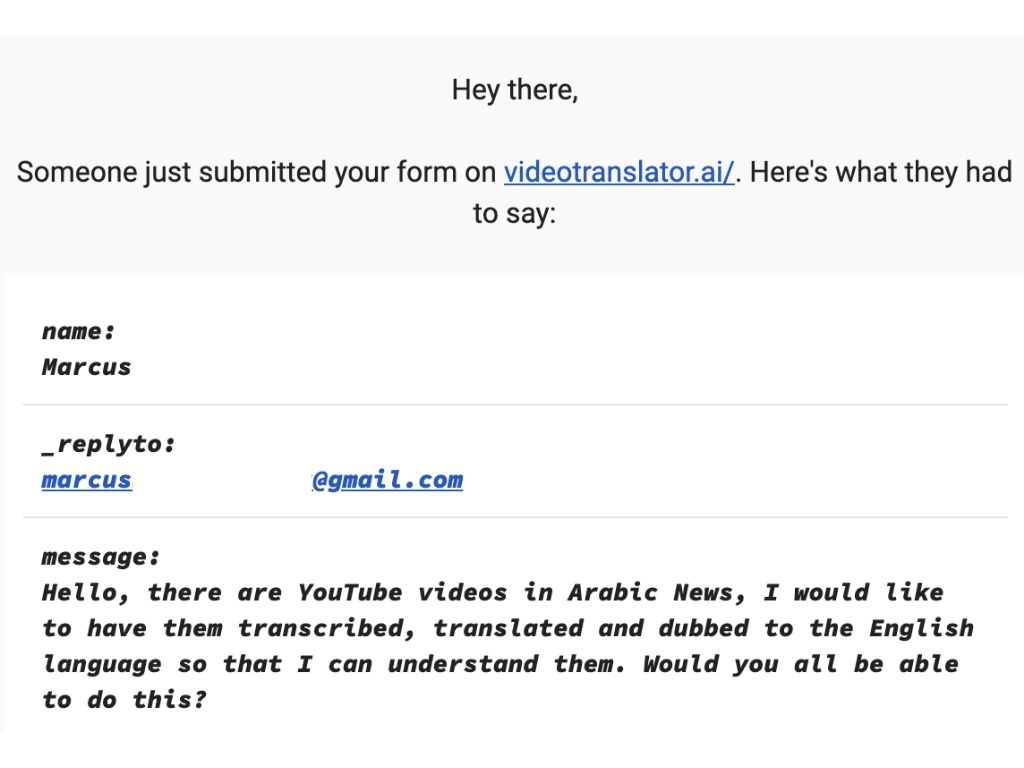 Hey there,
Someone just submitted your form on videotranslator.ai/. Here's what they had
to say:
name:
Marcus
_replyto:
marcus @gmail.com
message:
Hello, there are YouTube videos in Arabic News, I would like
to have them transcribed, translated and dubbed to the English
language so that I can understand them. Would you all be able
to do this?